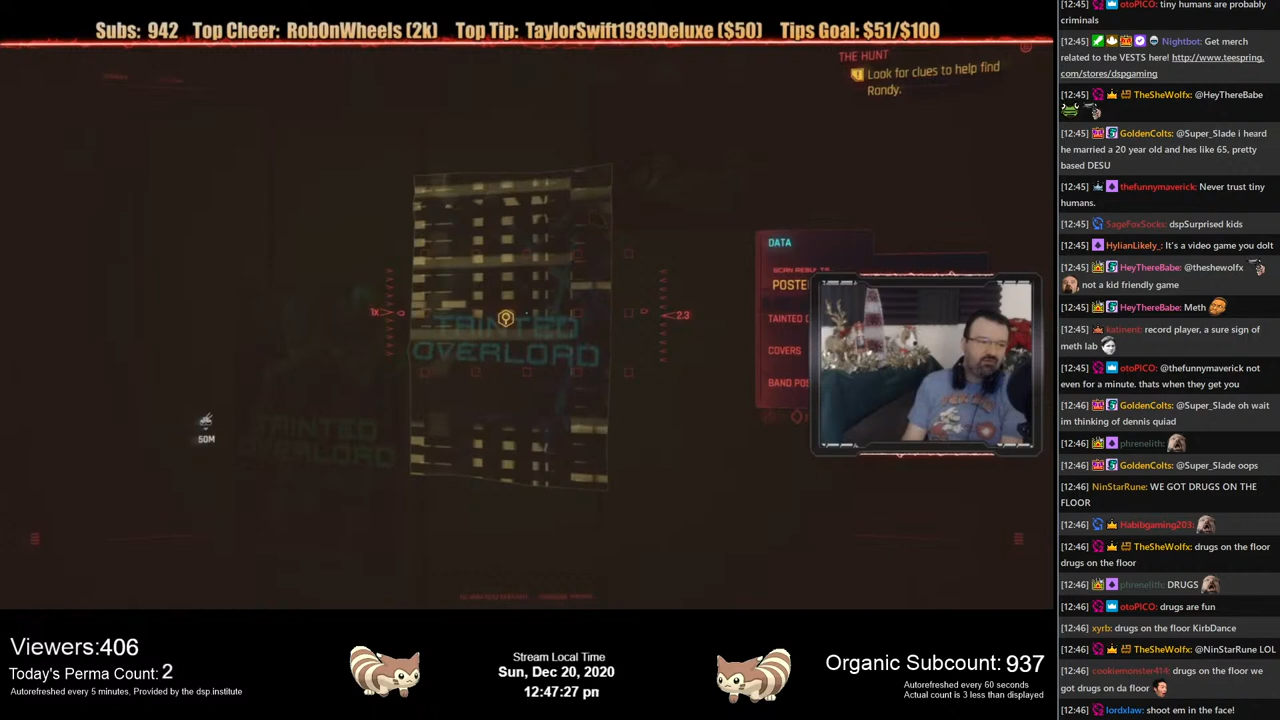 Subs: 942 Top Cheer: RobOnWheels (2k) Top Tip: TaylorSwift1989Deluxe ($50) Tips Goal: $51/$100
THE HUNT
Look for clues to help find
Randy.
DATA
SCAN RESULTS
POSTE
TAINTED O
COVERS
BAND POS
1x
2.3
TAINTED
OVERLORD
TAINTED
OVERLORD
50M
Viewers:406
Today's Perma Count: 2
Autorefreshed every 5 minutes, Provided by the dsp institute
Stream Local Time
Sun, Dec 20, 2020
12:47:27 pm
Organic Subcount: 937
Autorefreshed every 60 seconds
Actual count is 3 less than displayed
[12:45] otoPICO: tiny humans are probably
criminals
[12:45] Nightbot: Get merch
related to the VESTS here! http://www.teespring.
com/stores/dspgaming
[12:45] TheSheWolfx: @HeyThereBabe
[12:45] GoldenColts: @Super_Slade i heard
he married a 20 year old and hes like 65, pretty
based DESU
[12:45] thefunnymaverick: Never trust tiny
humans.
[12:45] SageFoxSocks: dspSurprised kids
[12:45] HylianLikely_: It's a video game you dolt
[12:45] HeyThereBabe: @theshewolfx
not a kid friendly game
[12:45] HeyThereBabe: Meth
[12:45] katinent: record player, a sure sign of
meth lab
[12:45] otoPICO: @thefunnymaverick not
even for a minute. thats when they get you
[12:46] GoldenColts: @Super_Slade oh wait
im thinking of dennis quiad
[12:46] phrenelith:
[12:46] GoldenColts: @Super_Slade oops
[12:46] NinStarRune: WE GOT DRUGS ON THE
FLOOR
[12:46] Habibgaming203:
[12:46] TheSheWolfx: drugs on the floor
drugs on the floor
[12:46] phrenelith: DRUGS
[12:46] otoPICO: drugs are fun
[12:46] xyrb: drugs on the floor KirbDance
[12:46] TheSheWolfx: @NinStarRune LOL
[12:46] cookiemonster414: drugs on the floor we
got drugs on da floor
[12:46] lordxlaw: shoot em in the face!